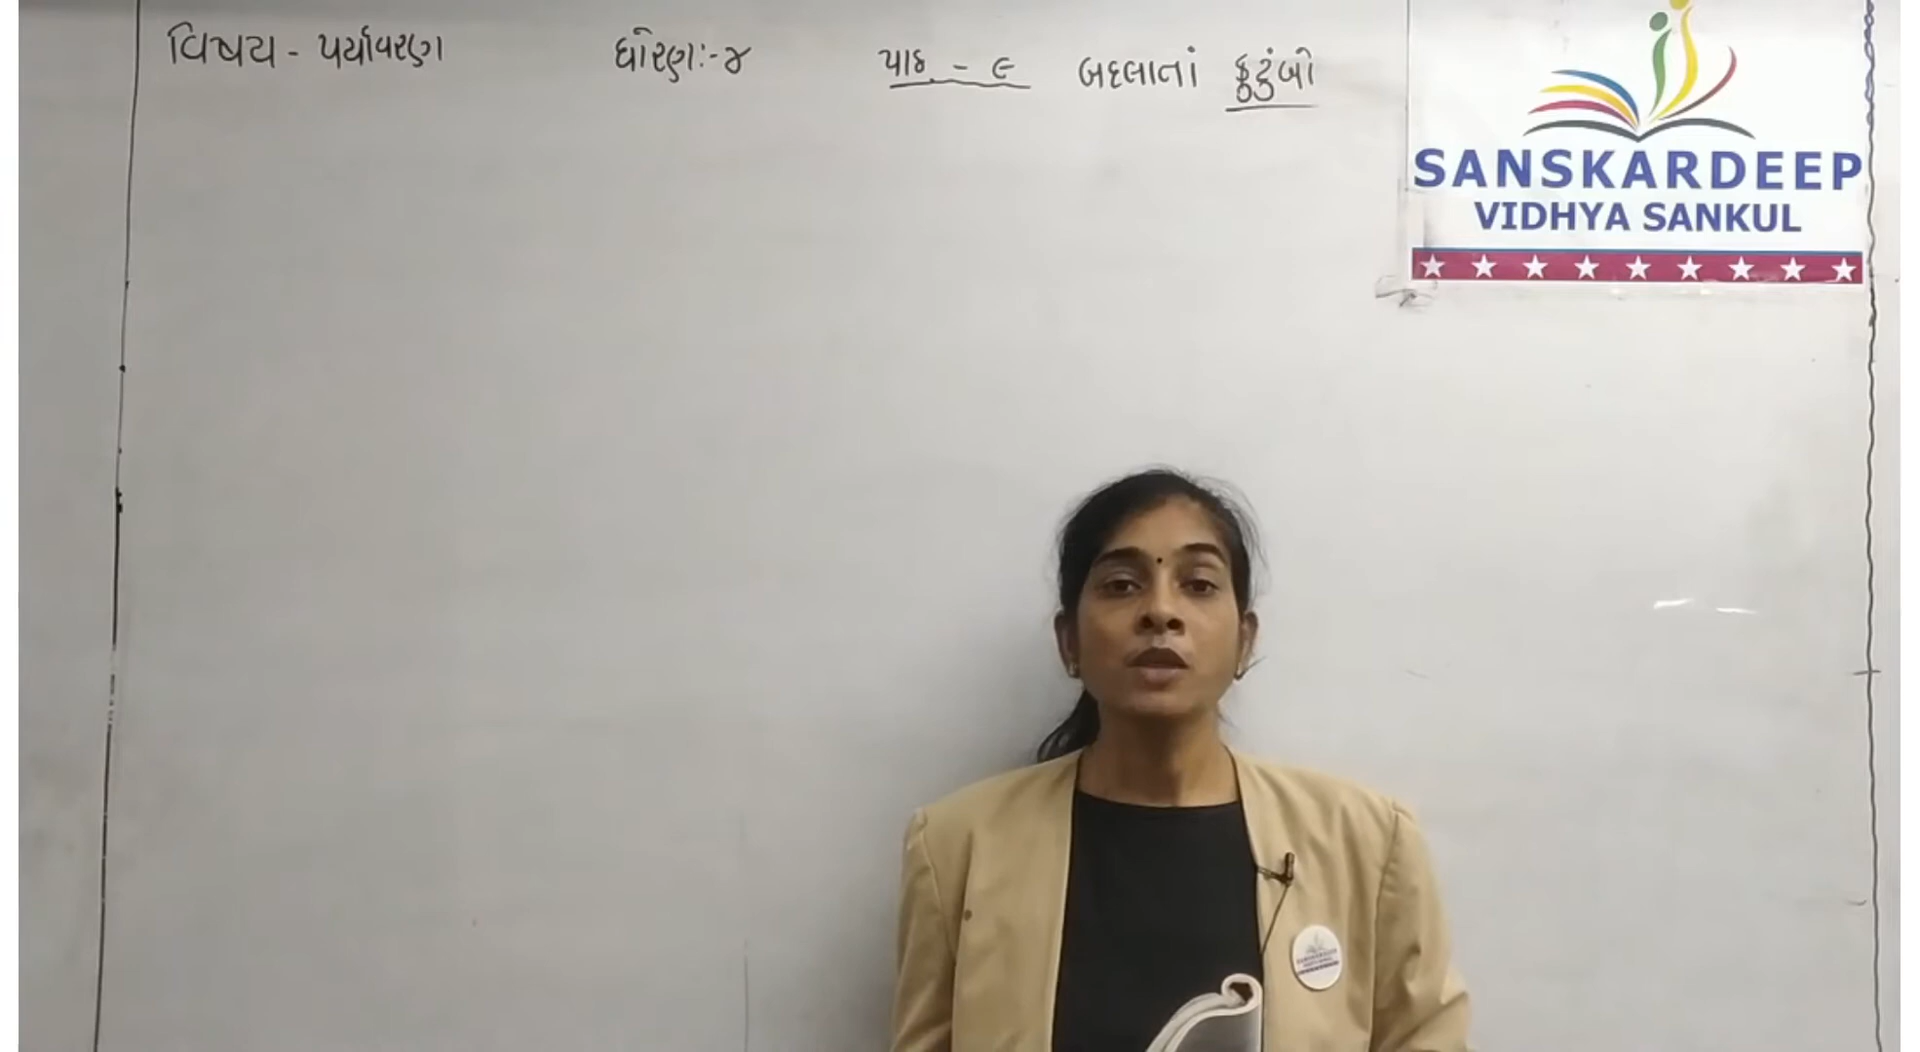 વિષય - પર્યાવરણ ધોરણઃ-૪ પાઠ - ૯ બદલાતાં કુટુંબો
SANSKARDEEP
VIDHYA SANKUL